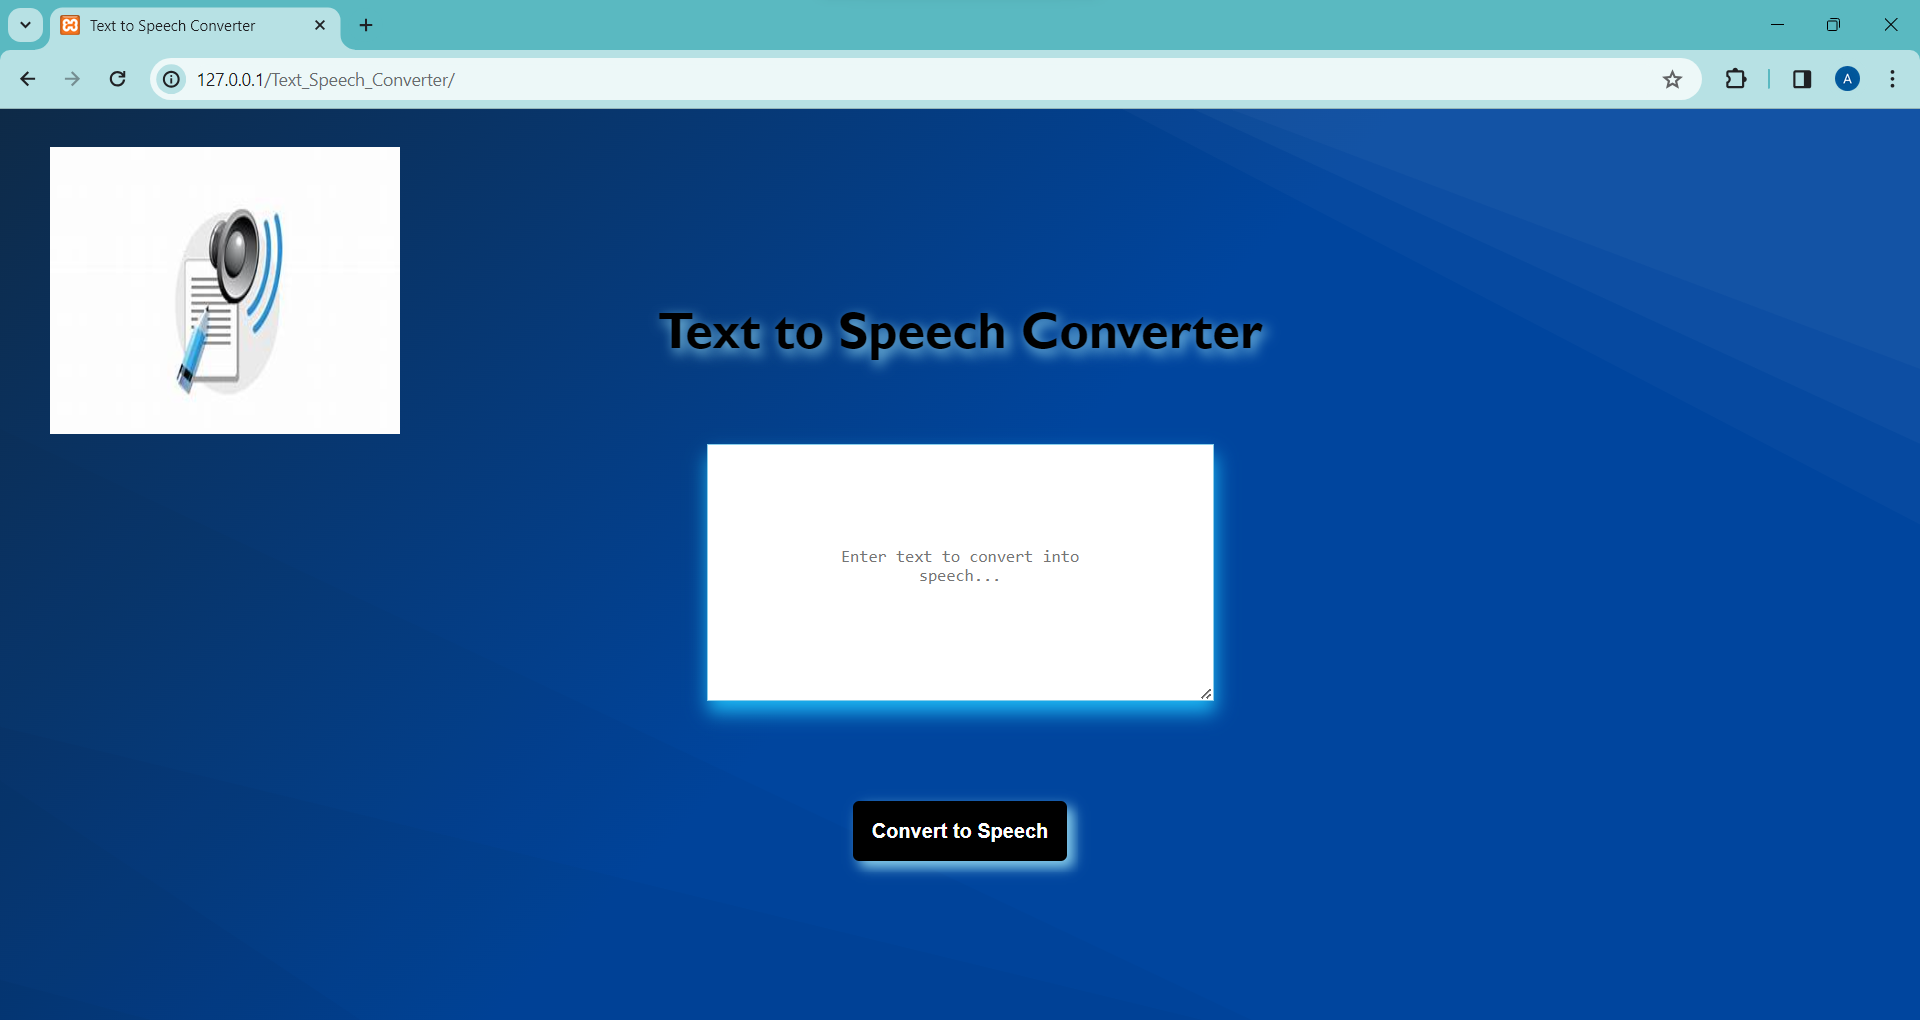 Text to Speech Converter
127.0.0.1/Text_Speech_Converter/
A
Text to Speech Converter
Enter text to convert into
speech...
Convert to Speech